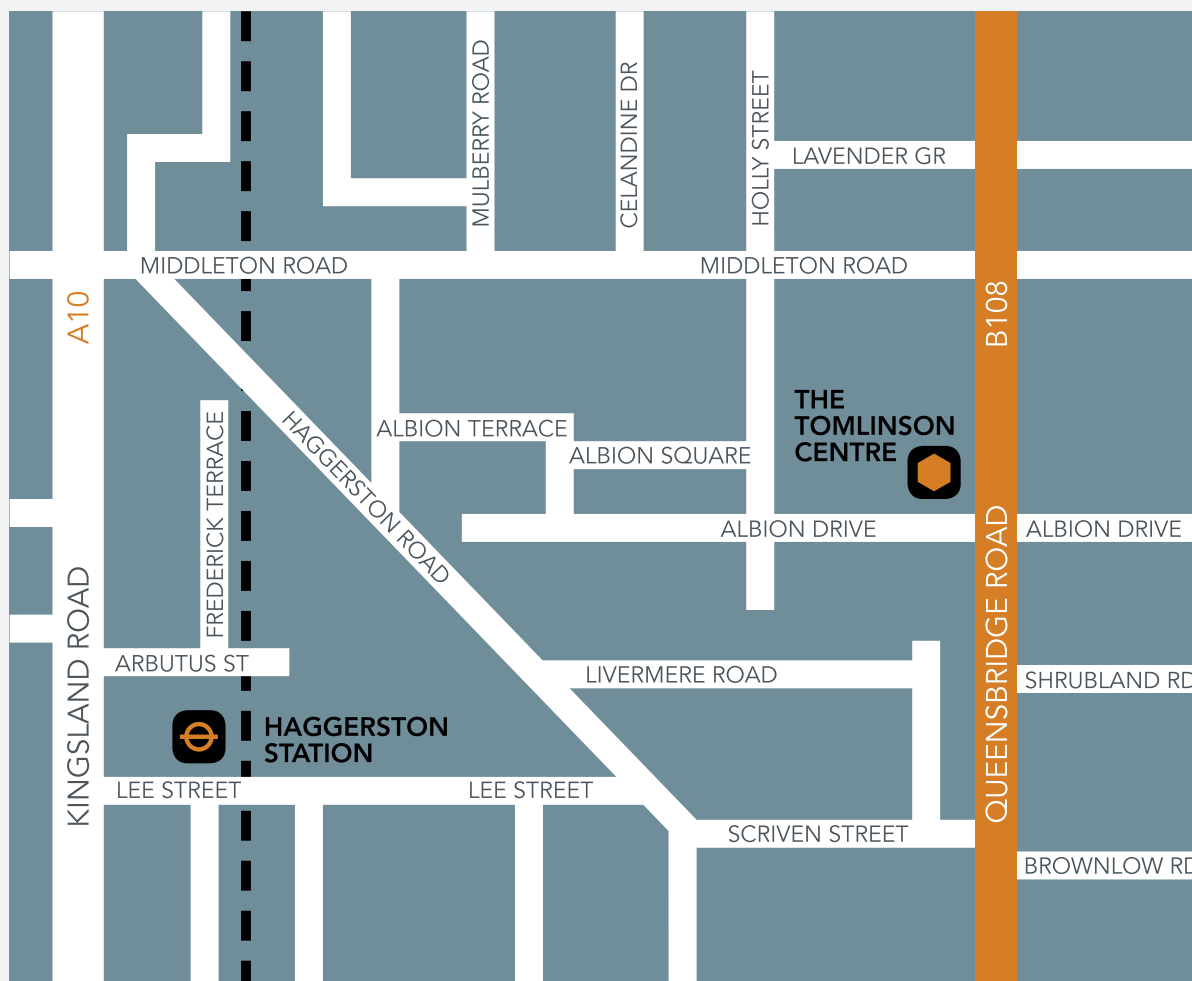 MULBERRY ROAD
CELANDINE DR
HOLLY STREET
LAVENDER GR
MIDDLETON ROAD
MIDDLETON ROAD
A10
B108
THE
TOMLINSON
CENTRE
ALBION TERRACE
ALBION SQUARE
HAGGERSTON ROAD
FREDERICK TERRACE
ALBION DRIVE
ALBION DRIVE
KINGSLAND ROAD
QUEENSBRIDGE ROAD
ARBUTUS ST
LIVERMERE ROAD
SHRUBLAND RD
HAGGERSTON
STATION
LEE STREET
LEE STREET
SCRIVEN STREET
BROWNLOW RD